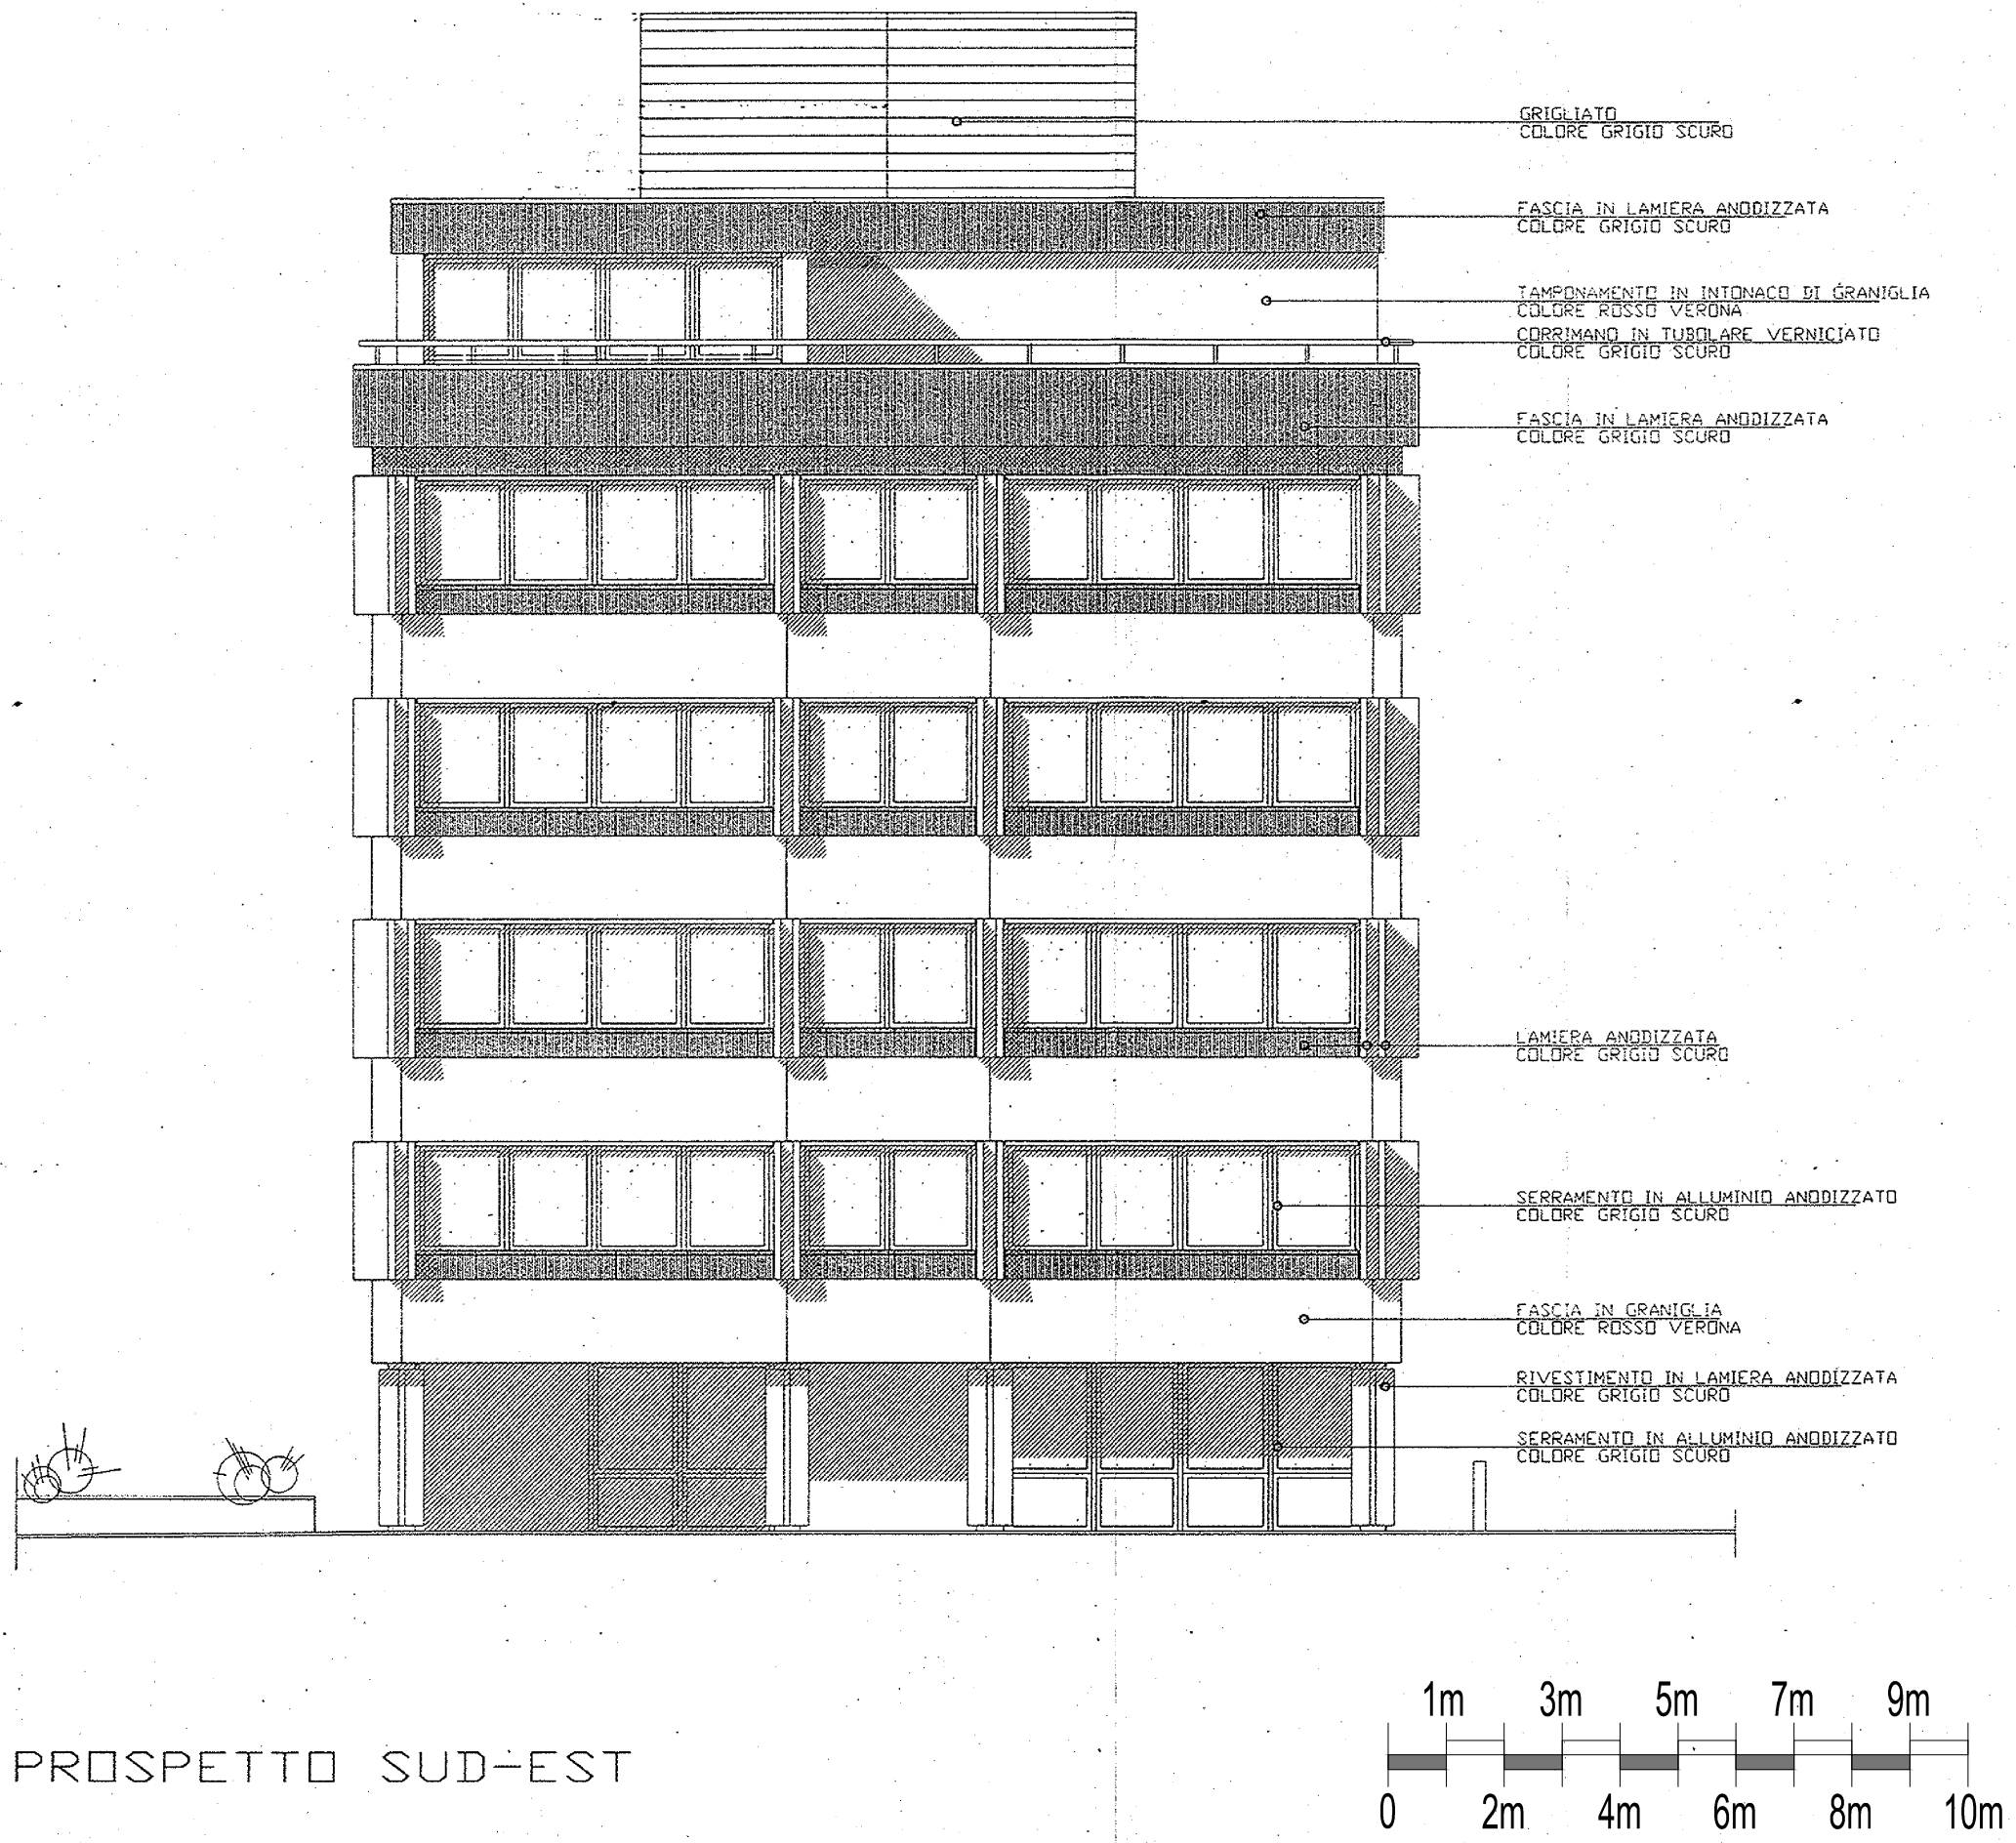 GRIGLIATO
COLORE GRIGIO SCURO
FASCIA IN LAMIERA ANODIZZATA
COLORE GRIGIO SCURO
TAMPONAMENTO IN INTONACO DI GRANIGLIA
COLORE ROSSO VERONA
CORRIMANO IN TUBOLARE VERNICIATO
COLORE GRIGIO SCURO
FASCIA IN LAMIERA ANODIZZATA
COLORE GRIGIO SCURO
LAMIERA ANODIZZATA
COLORE GRIGIO SCURO
SERRAMENTO IN ALLUMINIO ANODIZZATO
COLORE GRIGIO SCURO
FASCIA IN GRANIGLIA
COLORE ROSSO VERONA
RIVESTIMENTO IN LAMIERA ANODIZZATA
COLORE GRIGIO SCURO
SERRAMENTO IN ALLUMINIO ANODIZZATO
COLORE GRIGIO SCURO
PROSPETTO SUD-EST
1m 3m 5m 7m 9m
0 2m 4m 6m 8m 10m